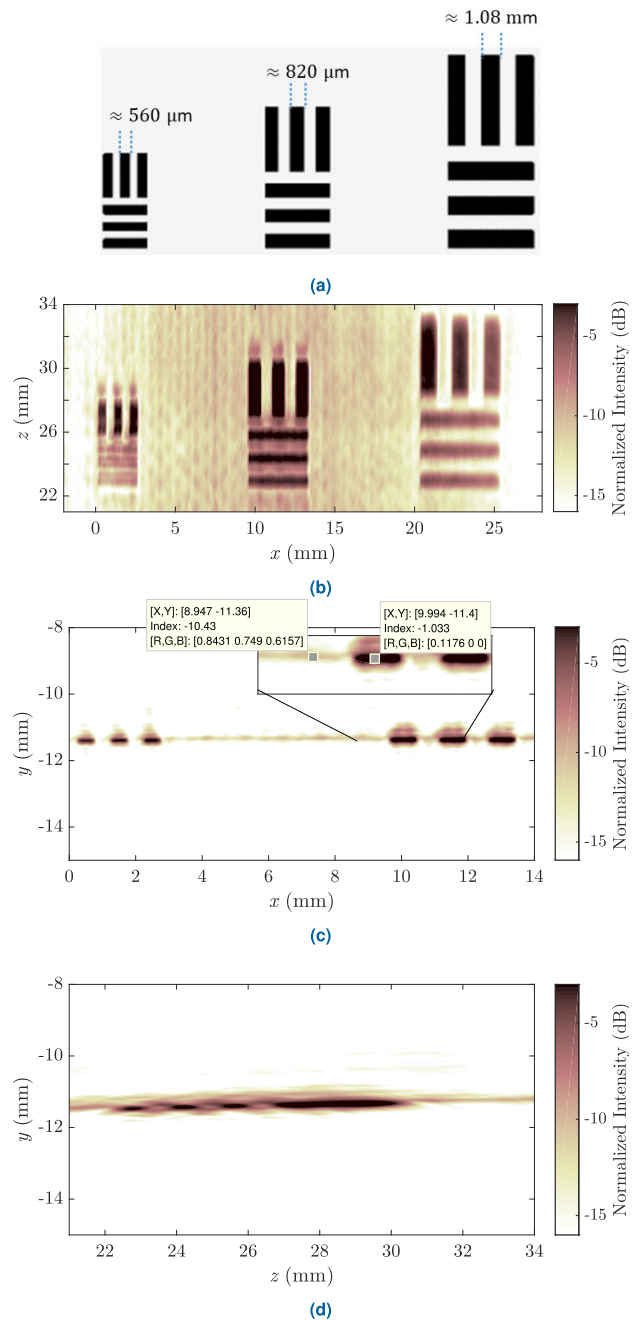 ≈ 1.08 mm
≈ 820 μm
≈ 560 μm
(a)
34
30
26
22
z (mm)
0 5 10 15 20 25
x (mm)
-5
-10
-15
Normalized Intensity (dB)
(b)
[X,Y]: [8.947 -11.36]
Index: -10.43
[R,G,B]: [0.8431 0.749 0.6157]
[X,Y]: [9.994 -11.4]
Index: -1.033
[R,G,B]: [0.1176 0 0]
-8
-10
-12
-14
y (mm)
0 2 4 6 8 10 12 14
x (mm)
-5
-10
-15
Normalized Intensity (dB)
(c)
-8
-10
-12
-14
y (mm)
22 24 26 28 30 32 34
z (mm)
-5
-10
-15
Normalized Intensity (dB)
(d)